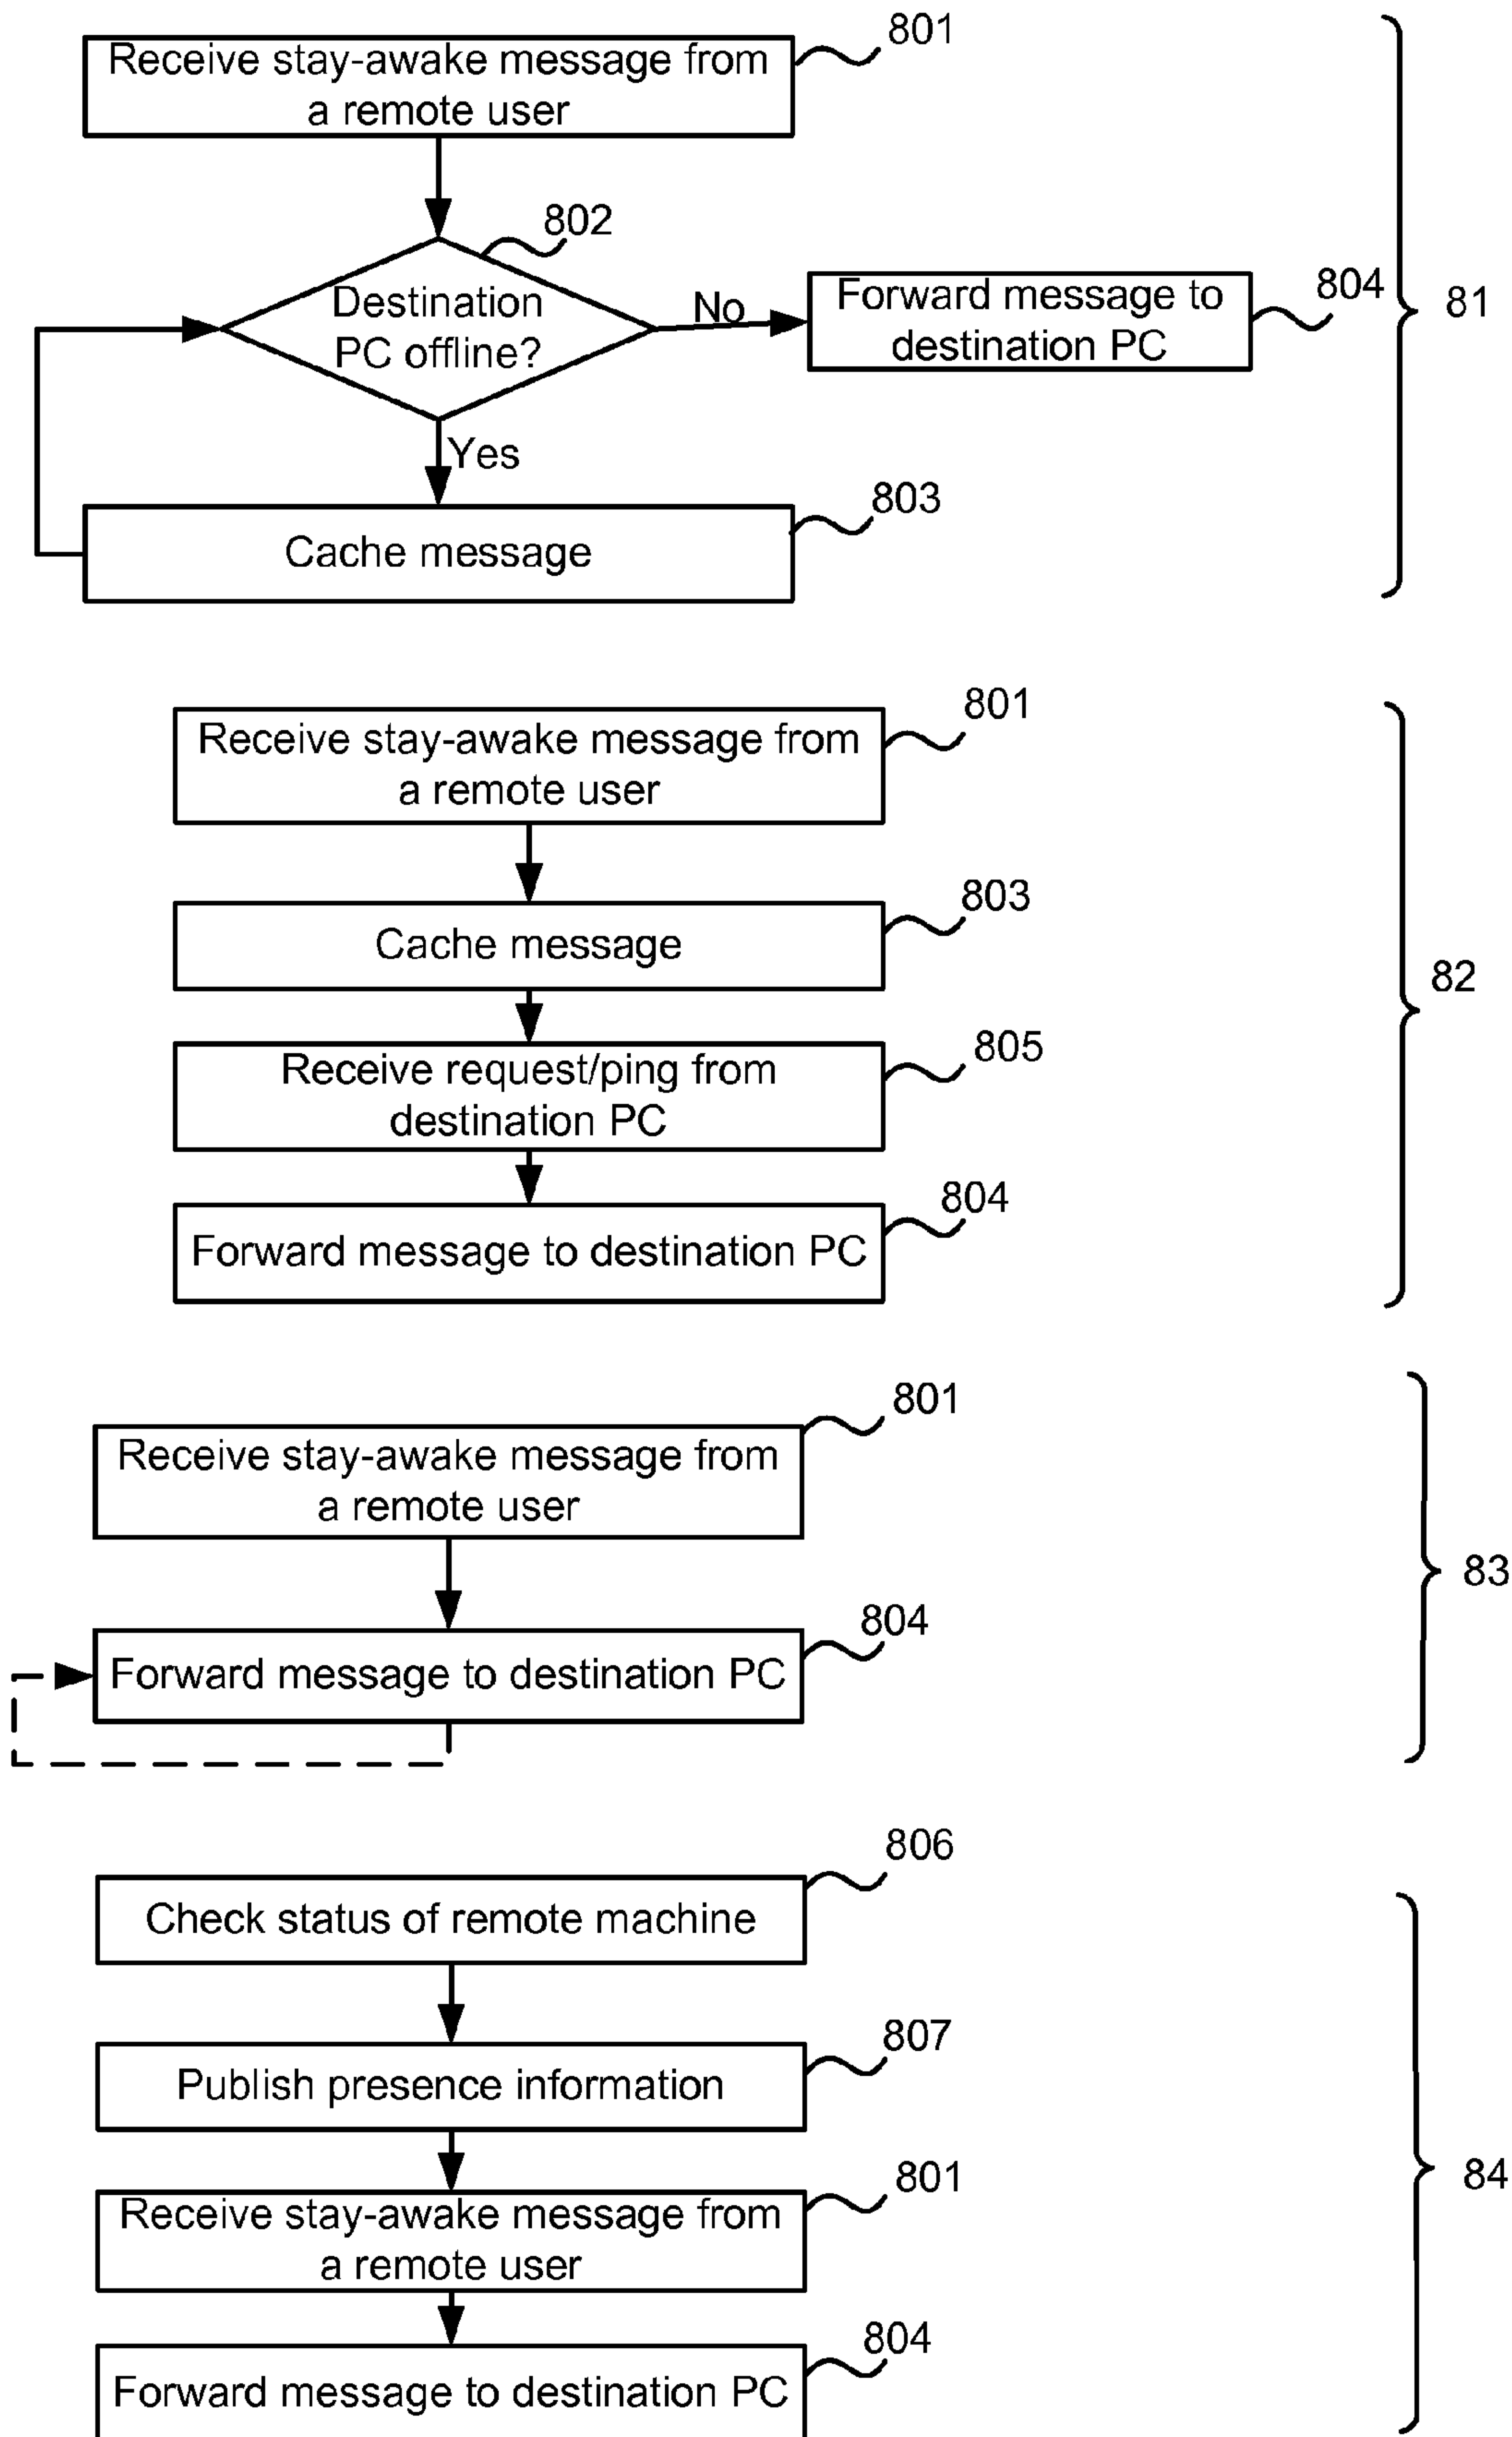 801
Receive stay-awake message from
a remote user
802
Destination
PC offline?
No
Forward message to
destination PC
804
81
Yes
803
Cache message
801
Receive stay-awake message from
a remote user
803
Cache message
82
805
Receive request/ping from
destination PC
804
Forward message to destination PC
801
Receive stay-awake message from
a remote user
83
804
Forward message to destination PC
806
Check status of remote machine
807
Publish presence information
801
Receive stay-awake message from
a remote user
84
804
Forward message to destination PC